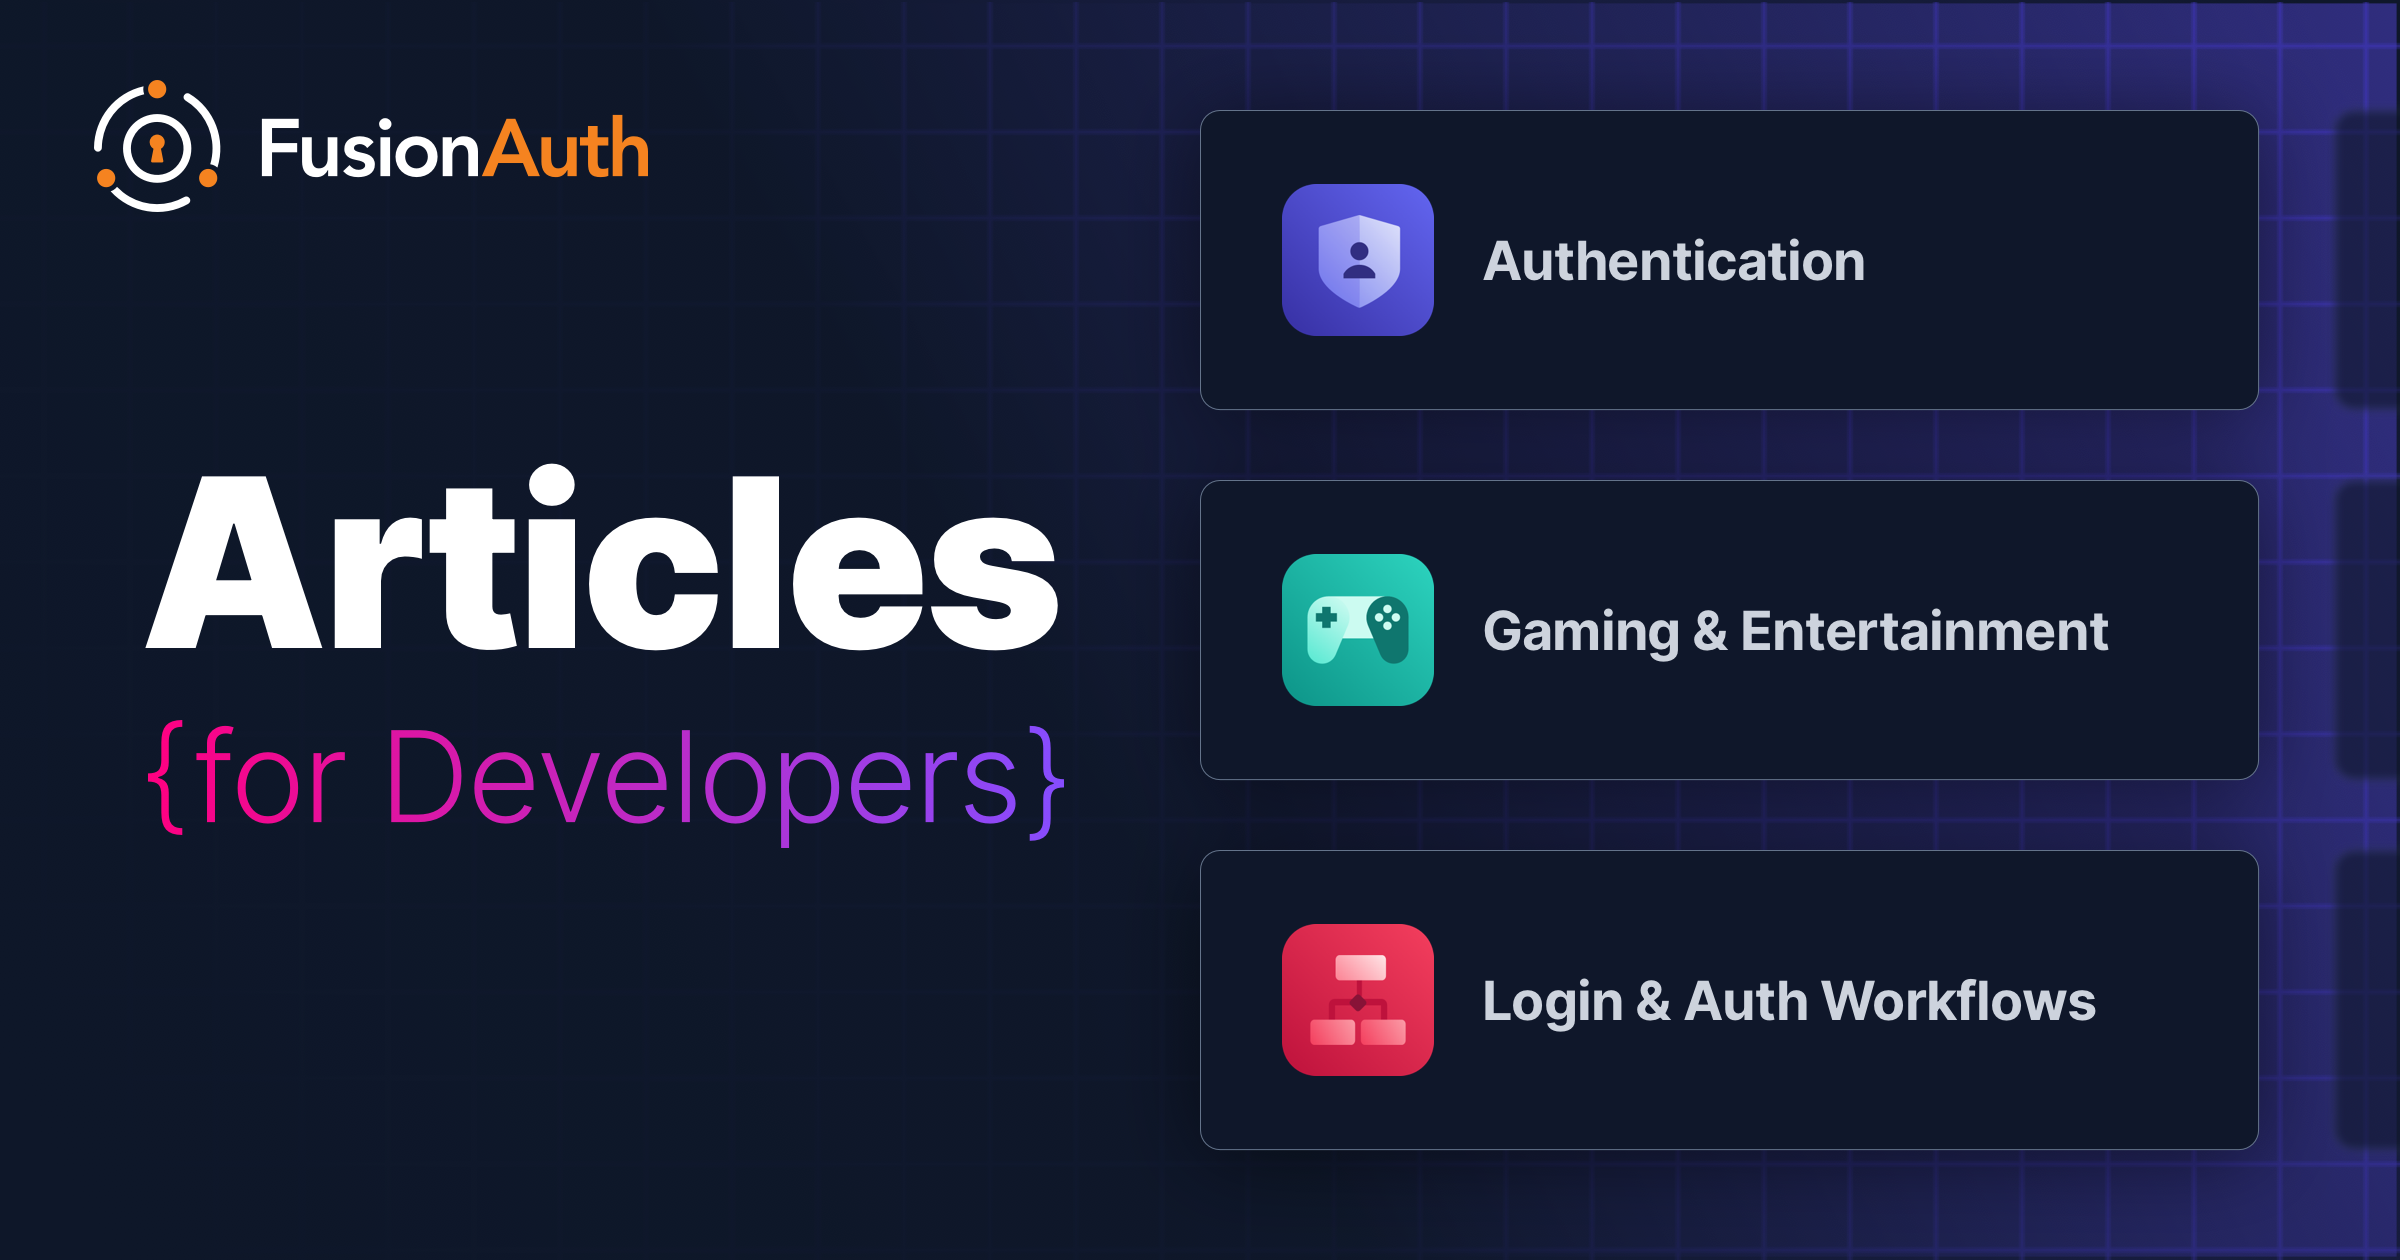 FusionAuth
Articles
{for Developers}
Authentication
Gaming & Entertainment
Login & Auth Workflows